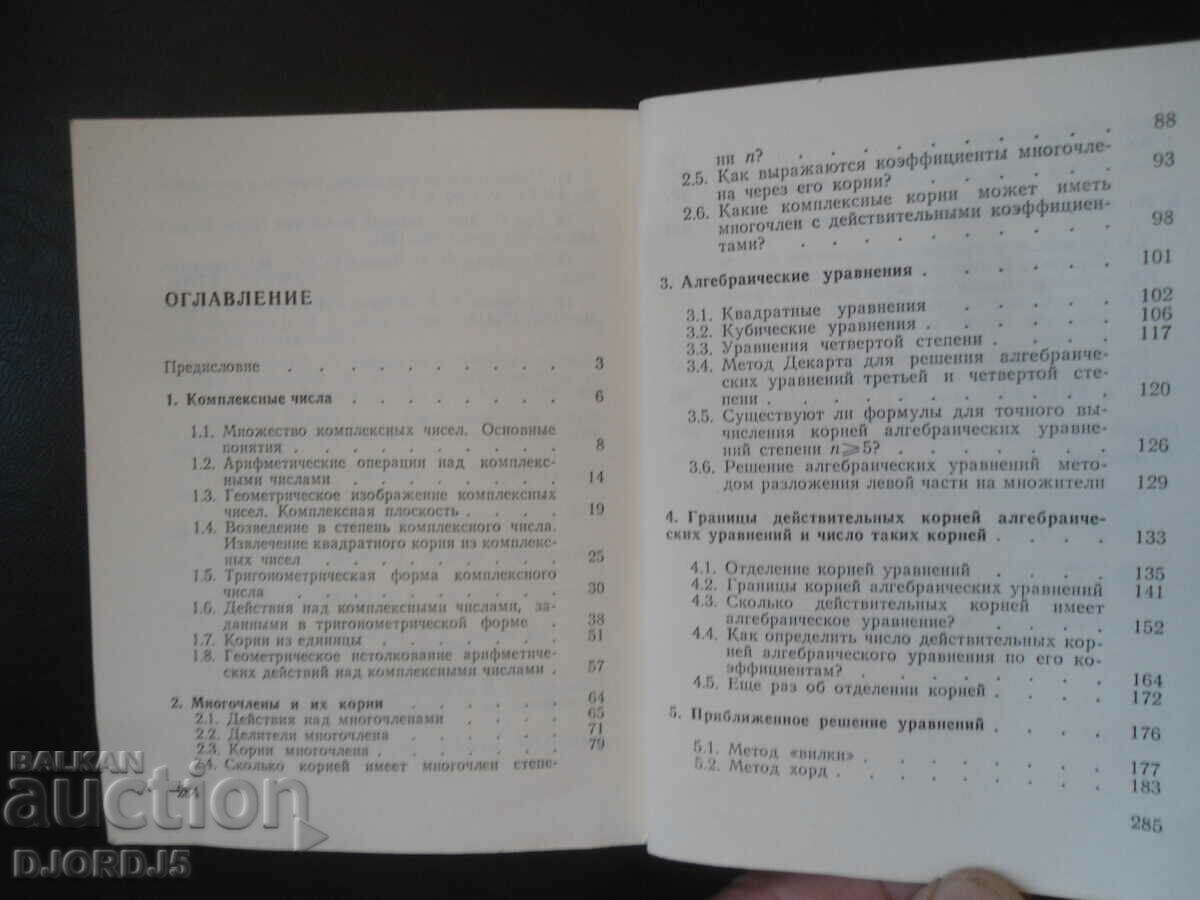 ОГЛАВЛЕНИЕ
Предисловие . . . . . . . . . . 3
1. Комплексные числа . . . . . . . 6
1.1. Множество комплексных чисел. Основные
понятия . . . . . . . . . 8
1.2. Арифметические операции над комплекс-
ными числами . . . . . . . 14
1.3. Геометрическое изображение комплексных
чисел. Комплексная плоскость . . . . 19
1.4. Возведение в степень комплексного числа.
Извлечение квадратного корня из комплекс-
ных чисел . . . . . . . . 25
1.5. Тригонометрическая форма комплексного
числа . . . . . . . . . 30
1.6. Действия над комплексными числами, за-
данными в тригонометрической форме . 38
1.7. Корни из единицы . . . . . . 51
1.8. Геометрическое истолкование арифметиче-
ских действий над комплексными числами . 57
2. Многочлены и их корни . . . . . 64
2.1. Действия над многочленами . . . . 65
2.2. Делители многочлена . . . . . 71
2.3. Корни многочлена . . . . . . 79
2.4. Сколько корней имеет многочлен степе-
ни n? . . . . . . . . . . 88
2.5. Как выражаются коэффициенты многочле-
на через его корни? . . . . . . 93
2.6. Какие комплексные корни может иметь
многочлен с действительными коэффициен-
тами? . . . . . . . . . . 98
3. Алгебраические уравнения . . . . . . 101
3.1. Квадратные уравнения . . . . . 102
3.2. Кубические уравнения . . . . . . 106
3.3. Уравнения четвертой степени . . . . 117
3.4. Метод Декарта для решения алгебраиче-
ских уравнений третьей и четвертой сте-
пени . . . . . . . . . . 120
3.5. Существуют ли формулы для точного вы-
числения корней алгебраических уравне-
ний степени n⩾5? . . . . . . . 126
3.6. Решение алгебраических уравнений мето-
дом разложения левой части на множители 129
4. Границы действительных корней алгебраиче-
ских уравнений и число таких корней . . . . 133
4.1. Отделение корней уравнений . . . . 135
4.2. Границы корней алгебраических уравнений 141
4.3. Сколько действительных корней имеет
алгебраическое уравнение? . . . . . 152
4.4. Как определить число действительных кор-
ней алгебраического уравнения по его ко-
эффициентам? . . . . . . . . 164
4.5. Еще раз об отделении корней . . . . 172
5. Приближенное решение уравнений . . . . 176
5.1. Метод «вилки» . . . . . . . . 177
5.2. Метод хорд . . . . . . . . . 183
285
BALKAN
auction
DJORDJ5